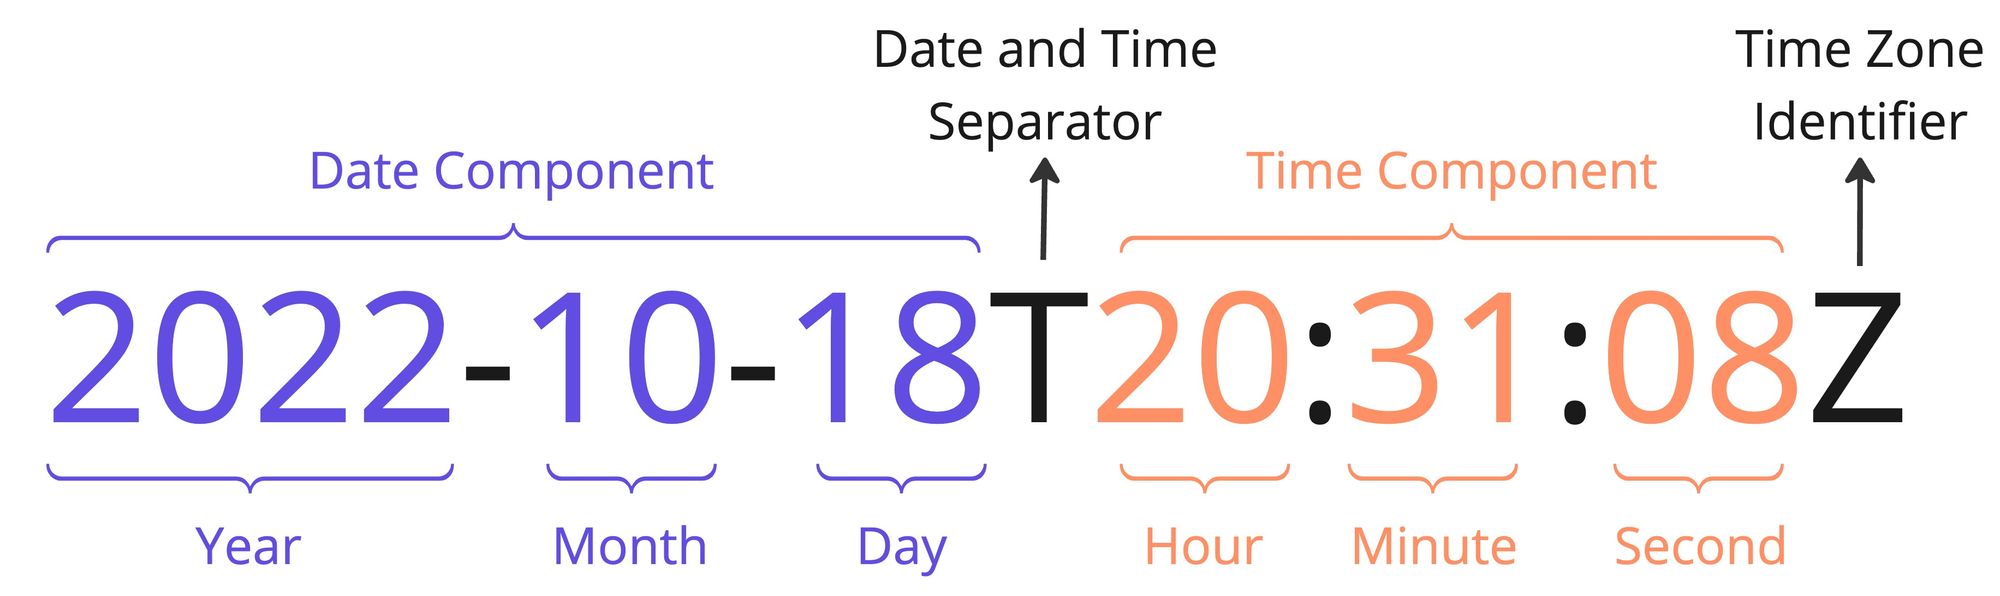 Date and Time
Separator
Time Zone
Identifier
Date Component
Time Component
2022-10-18T20:31:08Z
Year
Month
Day
Hour
Minute
Second